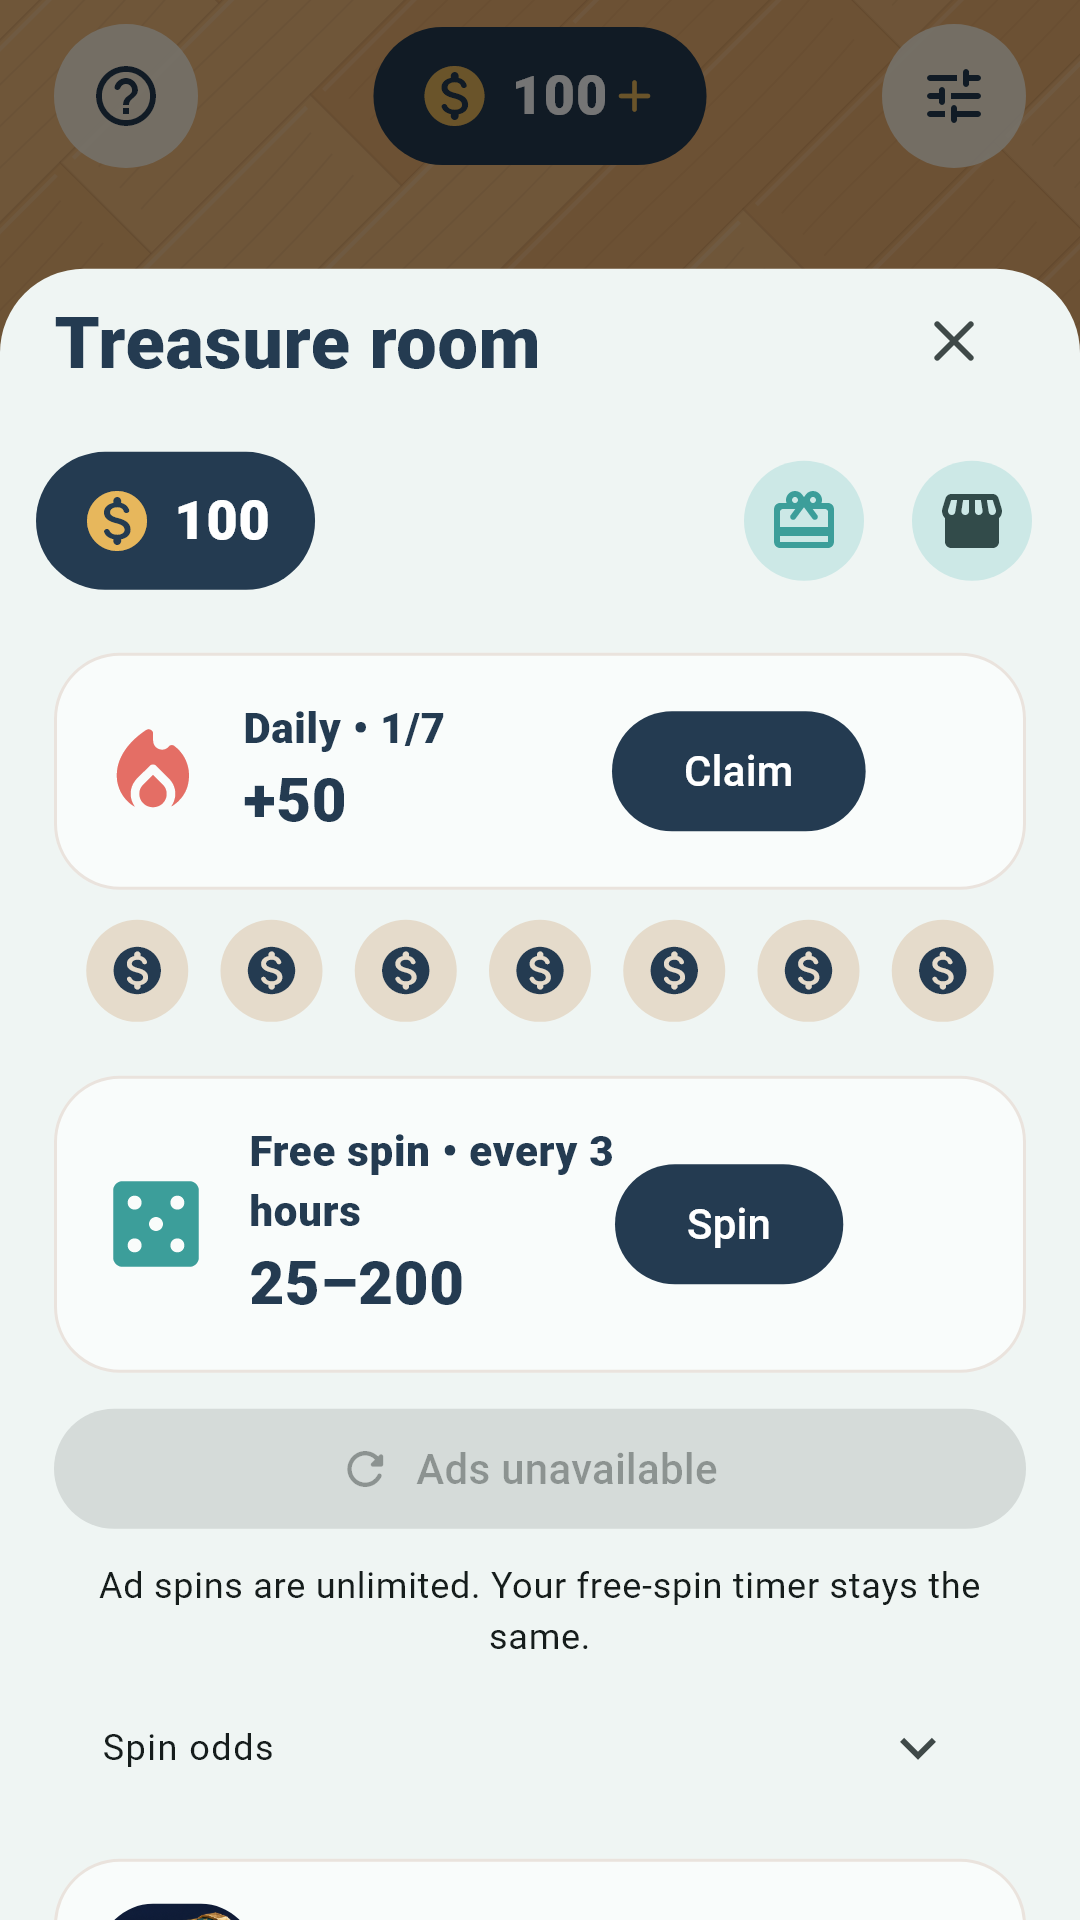 100 +
Treasure room
100
Daily • 1/7
+50
Claim
Free spin • every 3
hours
25–200
Spin
Ads unavailable
Ad spins are unlimited. Your free-spin timer stays the
same.
Spin odds